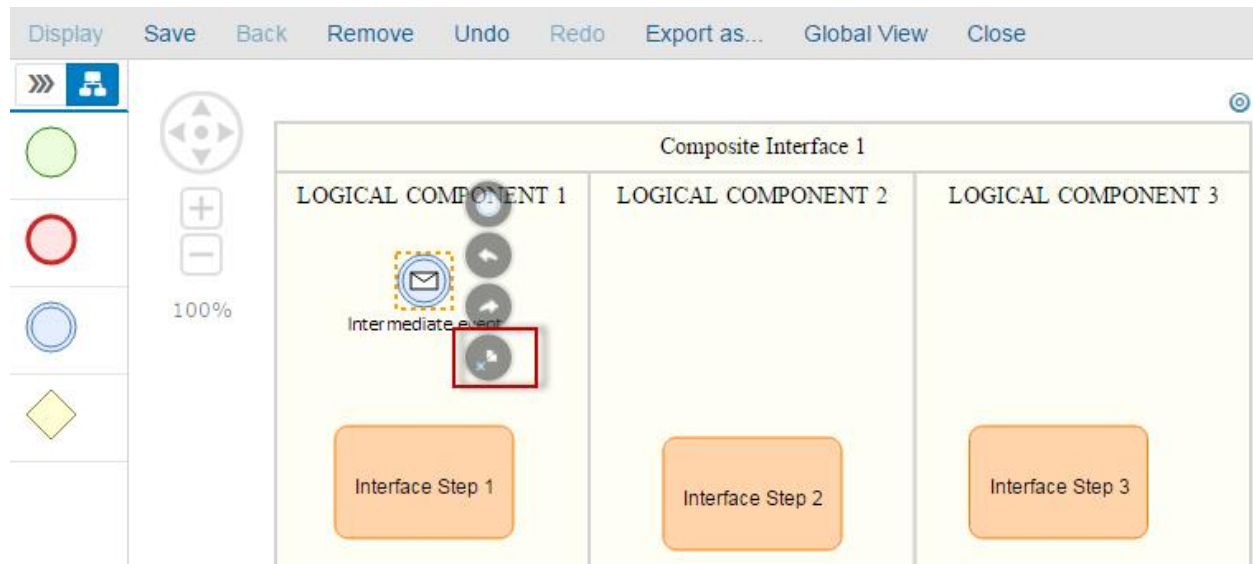 Display Save Back Remove Undo Redo Export as... Global View Close
Composite Interface 1
LOGICAL COMPONENT 1 LOGICAL COMPONENT 2 LOGICAL COMPONENT 3
100%
Intermediate event
Interface Step 1 Interface Step 2 Interface Step 3